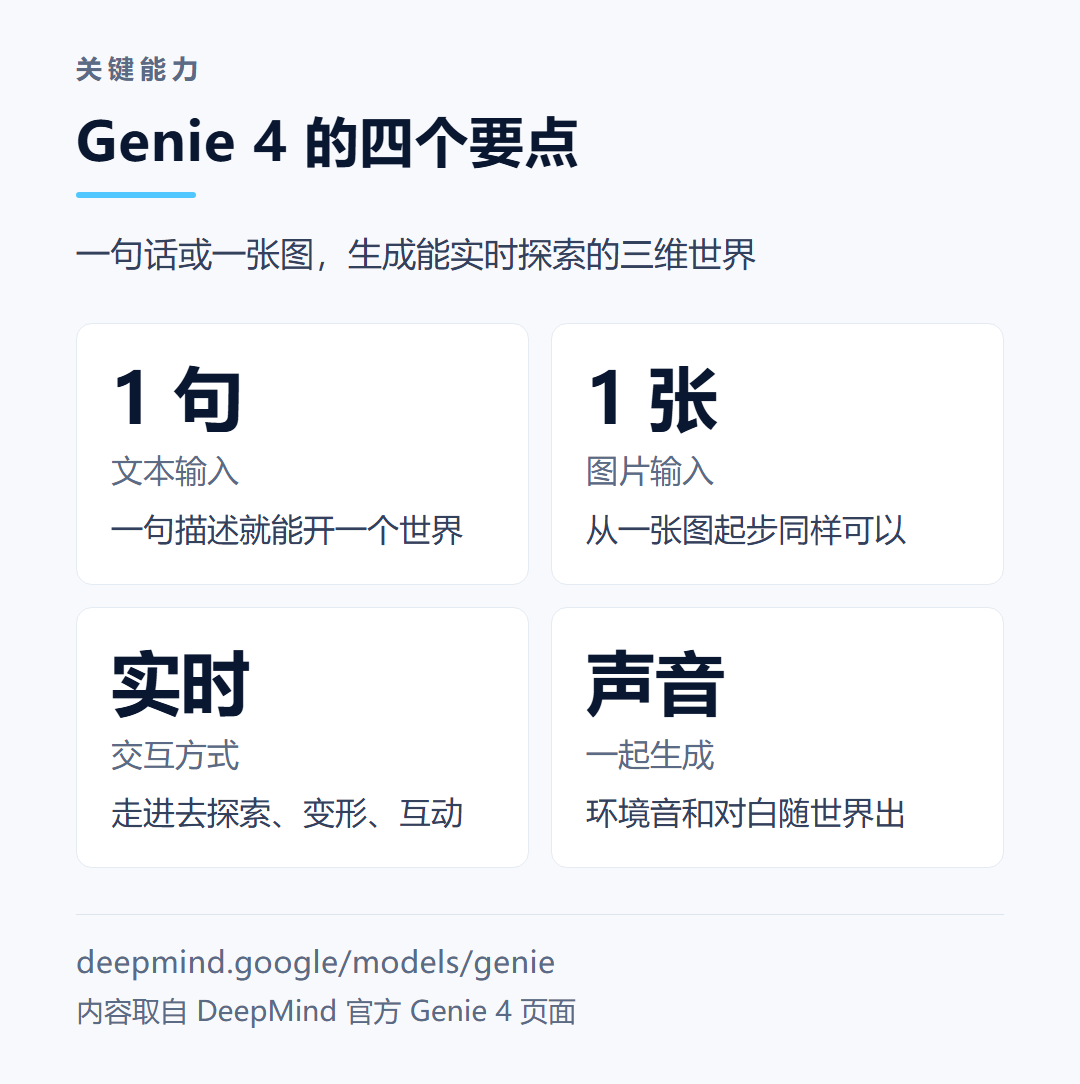 关键能力
Genie 4 的四个要点
一句话或一张图，生成能实时探索的三维世界
1 句
文本输入
一句描述就能开一个世界
1 张
图片输入
从一张图起步同样可以
实时
交互方式
走进去探索、变形、互动
声音
一起生成
环境音和对白随世界出
deepmind.google/models/genie
内容取自 DeepMind 官方 Genie 4 页面